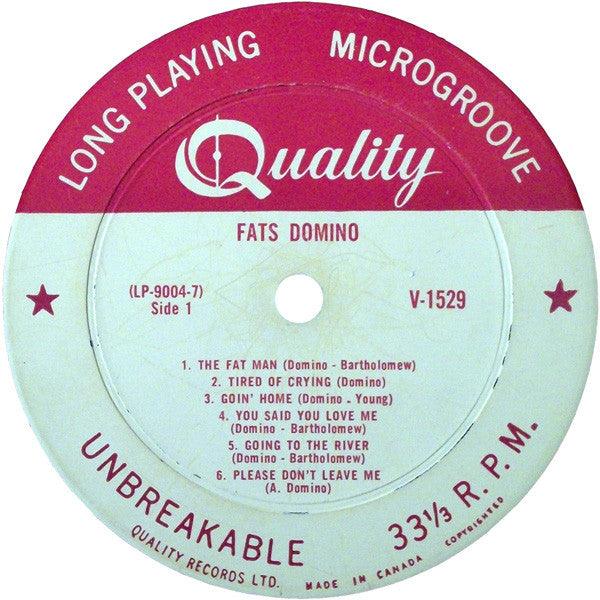 LONG PLAYING MICROGROOVE
Quality
FATS DOMINO
(LP-9004-7)
Side 1
V-1529
1. THE FAT MAN (Domino - Bartholomew)
2. TIRED OF CRYING (Domino)
3. GOIN' HOME (Domino - Young)
4. YOU SAID YOU LOVE ME
(Domino - Bartholomew)
5. GOING TO THE RIVER
(Domino - Bartholomew)
6. PLEASE DON'T LEAVE ME
(A. Domino)
UNBREAKABLE 33⅓ R. P. M.
QUALITY RECORDS LTD. MADE IN CANADA COPYRIGHTED